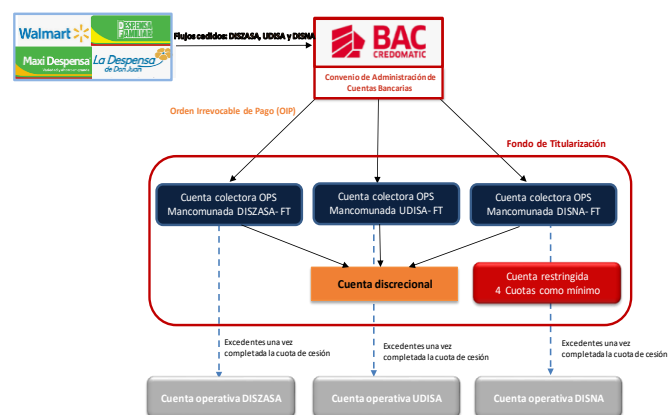 Walmart
DESPENSA
FAMILIAR
Maxi Despensa
La Despensa
de Don Juan
Flujos cedidos: DISZASA, UDISA y DISNA
BAC
CREDOMATIC
Convenio de Administración de
Cuentas Bancarias
Orden Irrevocable de Pago (OIP)
Fondo de Titularización
Cuenta colectora OPS
Mancomunada DISZASA- FT
Cuenta colectora OPS
Mancomunada UDISA- FT
Cuenta colectora OPS
Mancomunada DISNA- FT
Cuenta discrecional
Cuenta restringida
4 Cuotas como mínimo
Excedentes una vez
completada la cuota de cesión
Excedentes una vez
completada la cuota de cesión
Excedentes una vez
completada la cuota de cesión
Cuenta operativa DISZASA
Cuenta operativa UDISA
Cuenta operativa DISNA